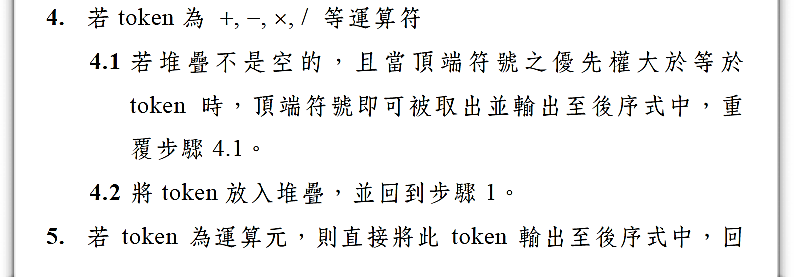 4. 若 token 為 +, −, ×, / 等運算符
4.1 若堆疊不是空的，且當頂端符號之優先權大於等於
token 時，頂端符號即可被取出並輸出至後序式中，重
覆步驟 4.1。
4.2 將 token 放入堆疊，並回到步驟 1。
5. 若 token 為運算元，則直接將此 token 輸出至後序式中，回